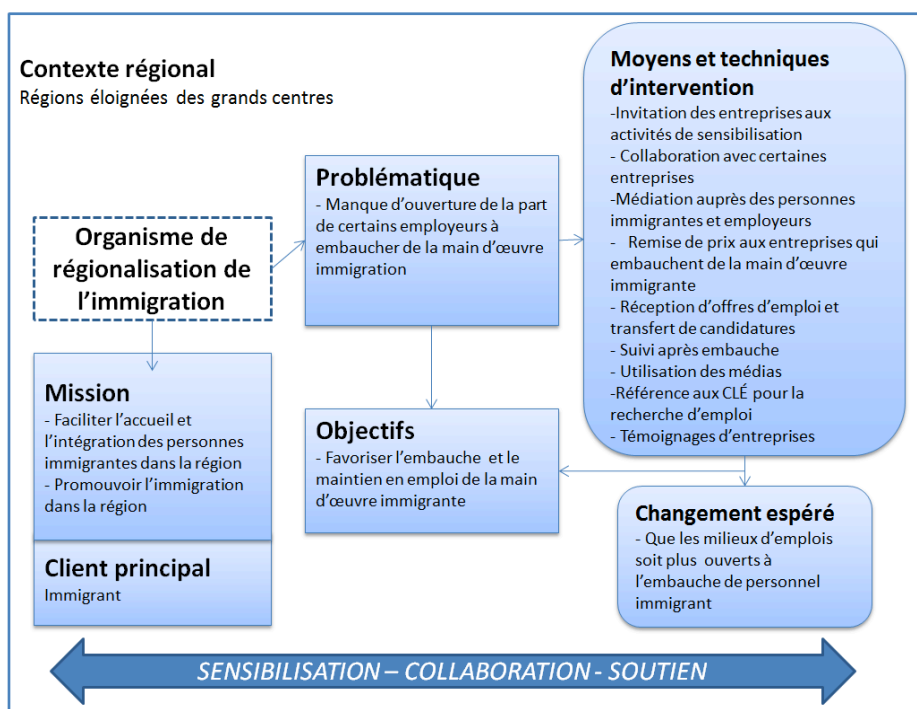 Contexte régional
Régions éloignées des grands centres
Organisme de
régionalisation de
l’immigration
Mission
- Faciliter l’accueil et
l’intégration des personnes
immigrantes dans la région
- Promouvoir l’immigration
dans la région
Client principal
Immigrant
Problématique
- Manque d’ouverture de la part
de certains employeurs à
embaucher de la main d’œuvre
immigration
Objectifs
- Favoriser l’embauche et le
maintien en emploi de la main
d’œuvre immigrante
Moyens et techniques
d’intervention
-Invitation des entreprises aux
activités de sensibilisation
- Collaboration avec certaines
entreprises
-Médiation auprès des personnes
immigrantes et employeurs
- Remise de prix aux entreprises qui
embauchent de la main d’œuvre
immigrante
- Réception d’offres d’emploi et
transfert de candidatures
- Suivi après embauche
- Utilisation des médias
-Référence aux CLÉ pour la
recherche d’emploi
- Témoignages d’entreprises
Changement espéré
- Que les milieux d’emplois
soit plus ouverts à
l’embauche de personnel
immigrant
SENSIBILISATION – COLLABORATION - SOUTIEN